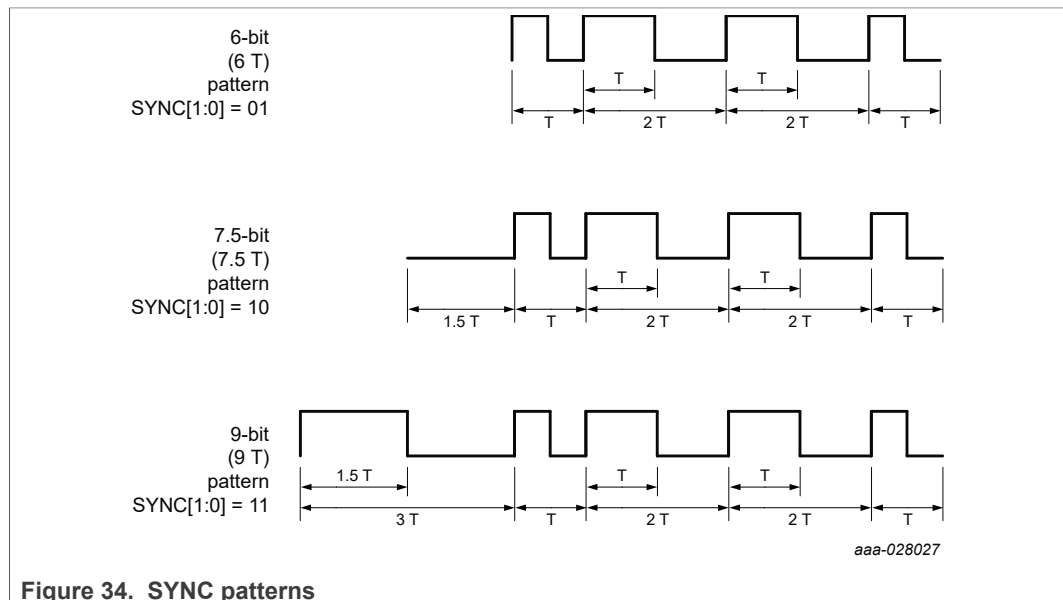 6-bit
(6 T)
pattern
SYNC[1:0] = 01
T
T
T
2 T
2 T
T
7.5-bit
(7.5 T)
pattern
SYNC[1:0] = 10
T
T
1.5 T
T
2 T
2 T
T
9-bit
(9 T)
pattern
SYNC[1:0] = 11
1.5 T
T
T
3 T
T
2 T
2 T
T
aaa-028027
Figure 34. SYNC patterns